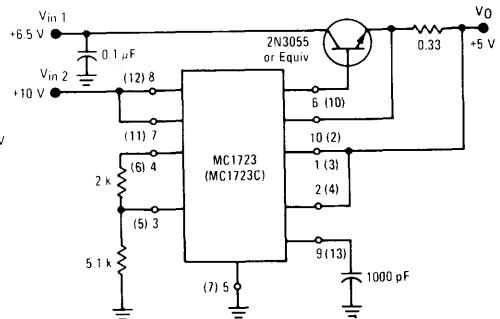 Vin 1
+6.5 V
0.1 µF
Vin 2
+10 V
V
2N3055
or Equiv
0.33
VO
+5 V
(12) 8
(11) 7
(6) 4
(5) 3
2 k
5.1 k
(7) 5
MC1723
(MC1723C)
6 (10)
10 (2)
1 (3)
2 (4)
9 (13)
1000 pF